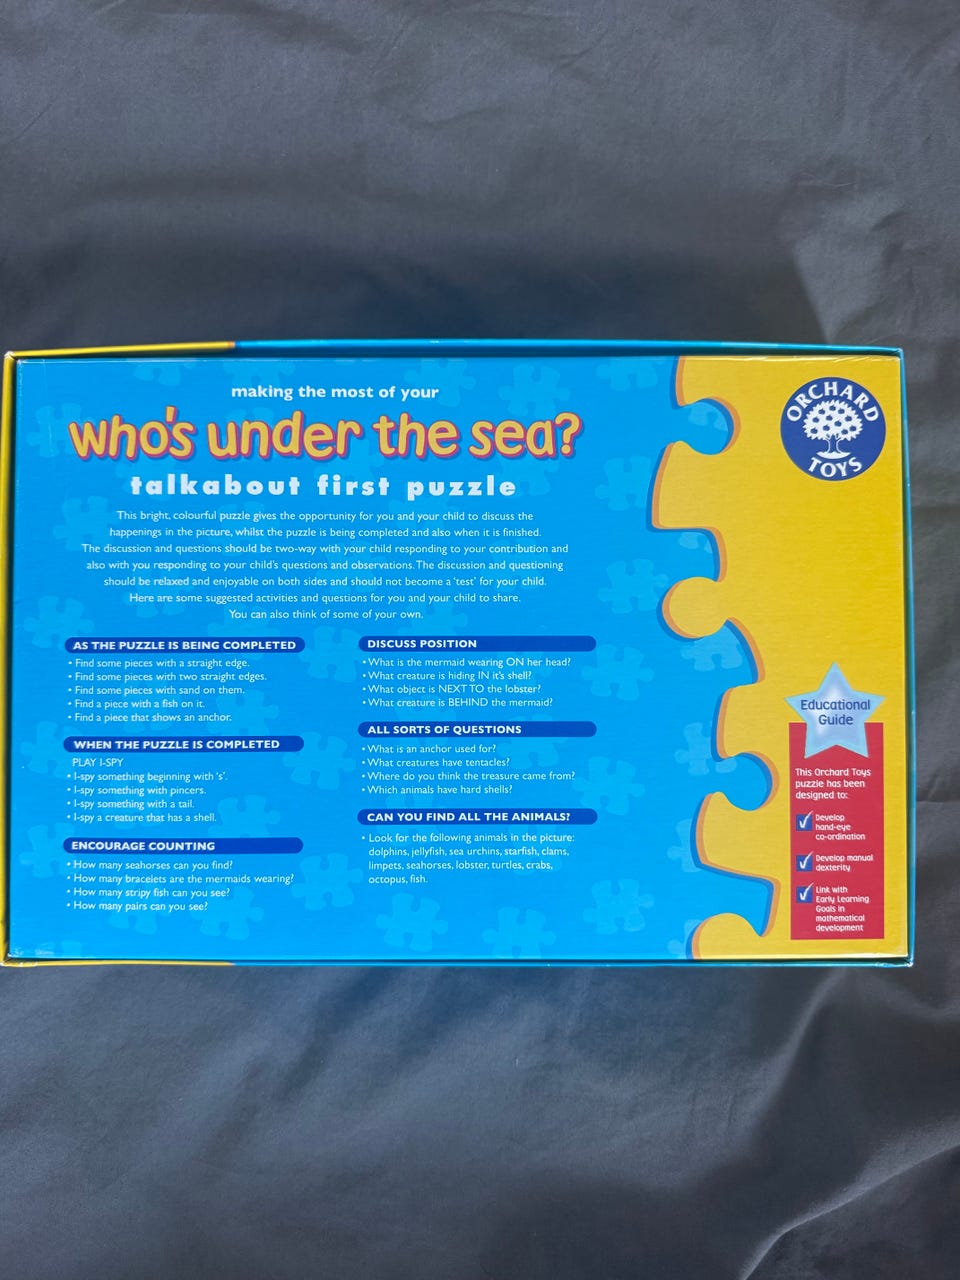 making the most of your
who's under the sea?
talkabout first puzzle
This bright, colourful puzzle gives the opportunity for you and your child to discuss the
happenings in the picture, whilst the puzzle is being completed and also when it is finished.
The discussion and questions should be two-way with your child responding to your contribution and
also with you responding to your child's questions and observations. The discussion and questioning
should be relaxed and enjoyable on both sides and should not become a 'test' for your child.
Here are some suggested activities and questions for you and your child to share.
You can also think of some of your own.
AS THE PUZZLE IS BEING COMPLETED
• Find some pieces with a straight edge.
• Find some pieces with two straight edges.
• Find some pieces with sand on them.
• Find a piece with a fish on it.
• Find a piece that shows an anchor.
WHEN THE PUZZLE IS COMPLETED
PLAY I-SPY
• I-spy something beginning with 's'.
• I-spy something with pincers.
• I-spy something with a tail.
• I-spy a creature that has a shell.
ENCOURAGE COUNTING
• How many seahorses can you find?
• How many bracelets are the mermaids wearing?
• How many stripy fish can you see?
• How many pairs can you see?
DISCUSS POSITION
• What is the mermaid wearing ON her head?
• What creature is hiding IN it's shell?
• What object is NEXT TO the lobster?
• What creature is BEHIND the mermaid?
ALL SORTS OF QUESTIONS
• What is an anchor used for?
• What creatures have tentacles?
• Where do you think the treasure came from?
• Which animals have hard shells?
CAN YOU FIND ALL THE ANIMALS?
• Look for the following animals in the picture:
dolphins, jellyfish, sea urchins, starfish, clams,
limpets, seahorses, lobster, turtles, crabs,
octopus, fish.
ORCHARD
TOYS
Educational
Guide
This Orchard Toys
puzzle has been
designed to:
Develop
hand-eye
co-ordination
Develop manual
dexterity
Link with
Early Learning
Goals in
mathematical
development